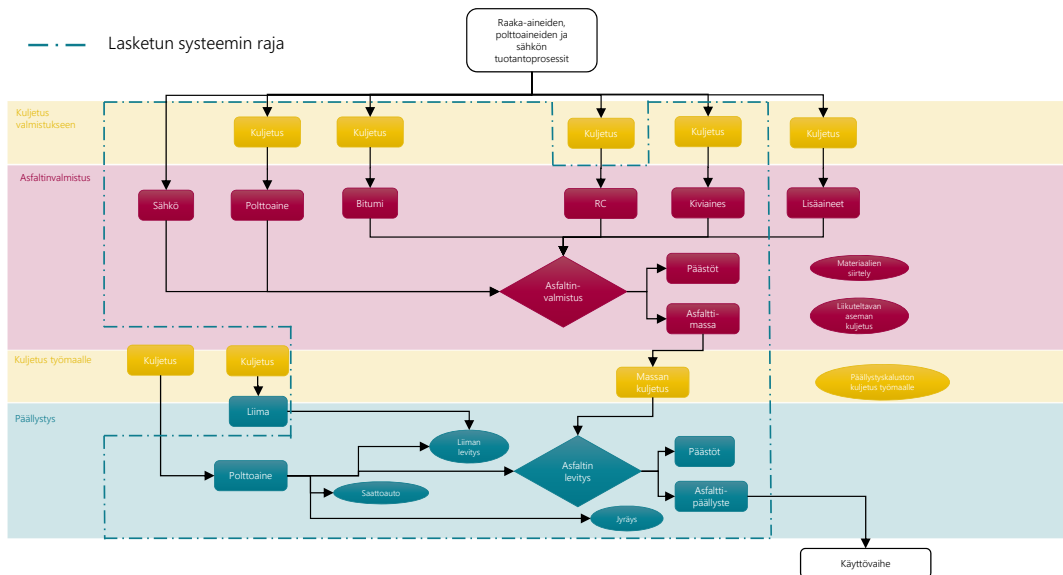 Raaka-aineiden,
polttoaineiden ja
sähkön
tuotantoprosessit
Lasketun systeemin raja
Kuljetus
valmistukseen
Kuljetus
Kuljetus
Kuljetus
Kuljetus
Kuljetus
Asfaltinvalmistus
Sähkö
Polttoaine
Bitumi
RC
Kiviaines
Lisäaineet
Asfaltin-
valmistus
Päästöt
Asfaltti-
massa
Materiaalien
siirtely
Liikuteltavan
aseman
kuljetus
Kuljetus työmaalle
Kuljetus
Kuljetus
Massan
kuljetus
Päällystyskaluston
kuljetus työmaalle
Päällystys
Liima
Liiman
levitys
Polttoaine
Saattoauto
Asfaltin
levitys
Jyräys
Päästöt
Asfaltti-
päällyste
Käyttövaihe